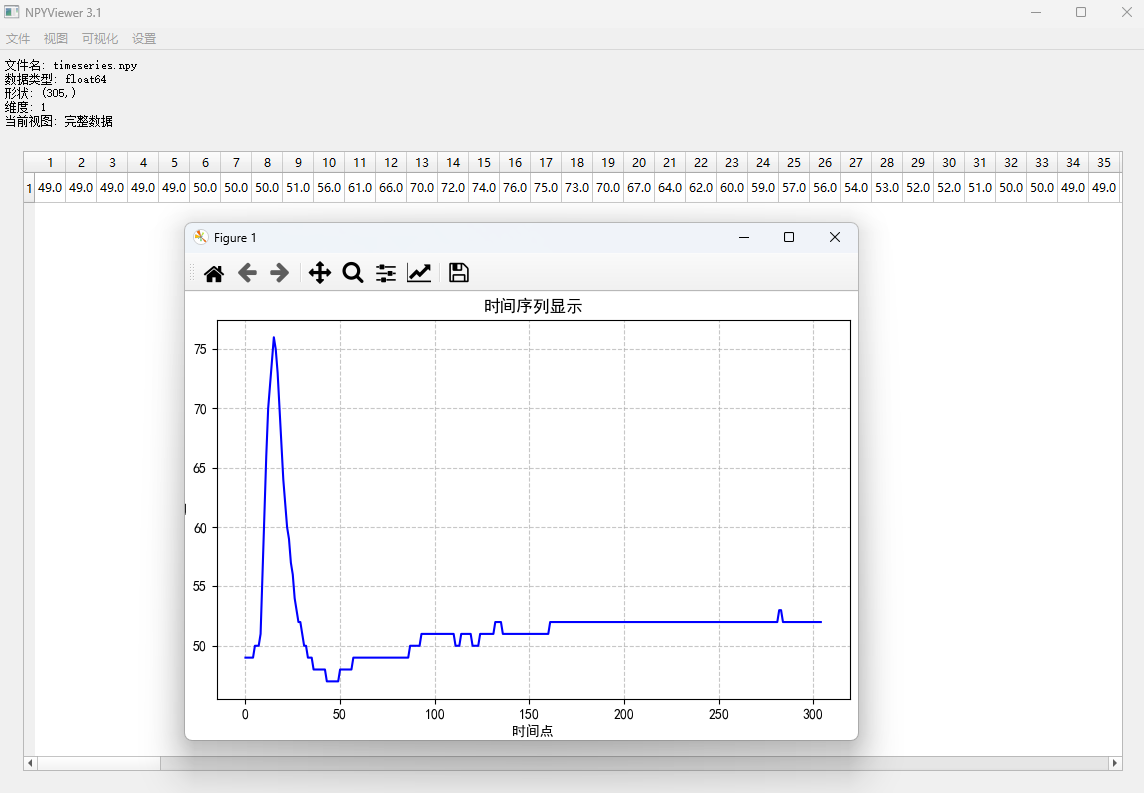 NPYViewer 3.1
文件 视图 可视化 设置
文件名: timeseries.npy
数据类型: float64
形状: (305,)
维度: 1
当前视图: 完整数据
1 2 3 4 5 6 7 8 9 10 11 12 13 14 15 16 17 18 19 20 21 22 23 24 25 26 27 28 29 30 31 32 33 34 35
1 49.0 49.0 49.0 49.0 49.0 50.0 50.0 50.0 51.0 56.0 61.0 66.0 70.0 72.0 74.0 76.0 75.0 73.0 70.0 67.0 64.0 62.0 60.0 59.0 57.0 56.0 54.0 53.0 52.0 52.0 51.0 50.0 50.0 49.0 49.0
Figure 1
时间序列显示
75
70
65
60
55
50
0 50 100 150 200 250 300
时间点